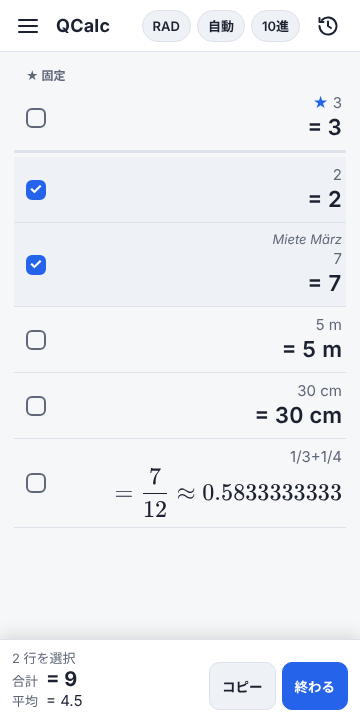 QCalc RAD 自動 10進
★ 固定
★ 3
= 3
2
= 2
Miete März
7
= 7
5 m
= 5 m
30 cm
= 30 cm
1/3+1/4
= 7/12 ≈ 0.5833333333
2 行を選択
合計 = 9
平均 = 4.5
コピー 終わる